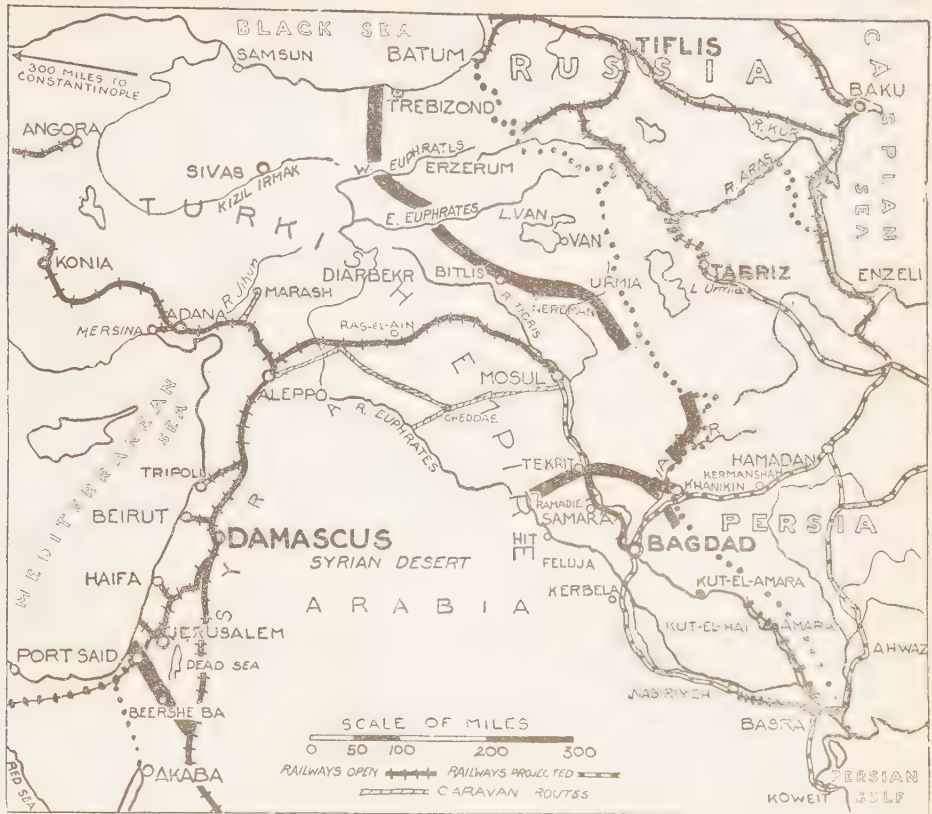 BLACK SEA
SAMSUN
BATUM
TIFLIS
RUSSIA
CASPIAN SEA
BAKU
300 MILES TO
CONSTANTINOPLE
TREBIZOND
R. KUR
ANGORA
W. EUPHRATES
ERZERUM
SIVAS
KIZIL IRMAK
R. ARAS
TURKISH EMPIRE
E. EUPHRATES
L. VAN
VAN
KONIA
DIARBEKR
BITLIS
URMIA
TABRIZ
L. Urmia
ENZELI
R. Jihun
MARASH
R. TIGRIS
NERDMAN
ADANA
MERSINA
RAS-EL-AIN
MOSUL
ALEPPO
CHEDDAE
R. EUPHRATES
MEDITERRANEAN
SEA
TRIPOLI
TEKRIT
HAMADAN
KERMANSHAH
KHANIKIN
RAMADIE
SAMARA
PERSIA
BEIRUT
DAMASCUS
SYRIAN DESERT
HIT
FELUJA
BAGDAD
HAIFA
SYRIA
ARABIA
KERBELA
KUT-EL-AMARA
JERUSALEM
KUT-EL-HAI
AMARA
AHWAZ
PORT SAID
DEAD SEA
BEERSHEBA
NASRIYEH
BASRA
SCALE OF MILES
0 50 100 200 300
RAILWAYS OPEN RAILWAYS PROJECTED
CARAVAN ROUTES
AKABA
RED SEA
PERSIAN
GULF
KOWEIT